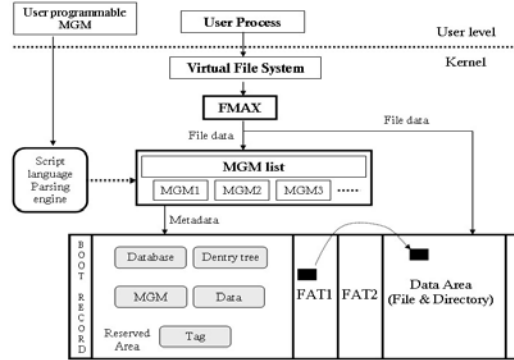 User programmable
MGM
User Process
User level
Kernel
Virtual File System
FMAX
File data
File data
Script
language
Parsing
engine
MGM list
MGM1 MGM2 MGM3 .....
Metadata
BOOT RECORD
Database Dentry tree
MGM Data
Reserved
Area
Tag
FAT1
FAT2
Data Area
(File & Directory)